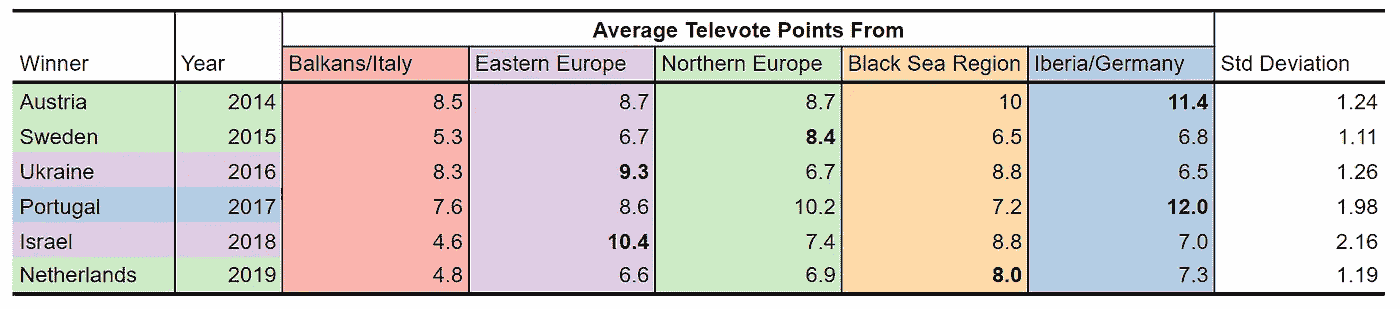 Average Televote Points From
Winner Year Balkans/Italy Eastern Europe Northern Europe Black Sea Region Iberia/Germany Std Deviation
Austria 2014 8.5 8.7 8.7 10 11.4 1.24
Sweden 2015 5.3 6.7 8.4 6.5 6.8 1.11
Ukraine 2016 8.3 9.3 6.7 8.8 6.5 1.26
Portugal 2017 7.6 8.6 10.2 7.2 12.0 1.98
Israel 2018 4.6 10.4 7.4 8.8 7.0 2.16
Netherlands 2019 4.8 6.6 6.9 8.0 7.3 1.19